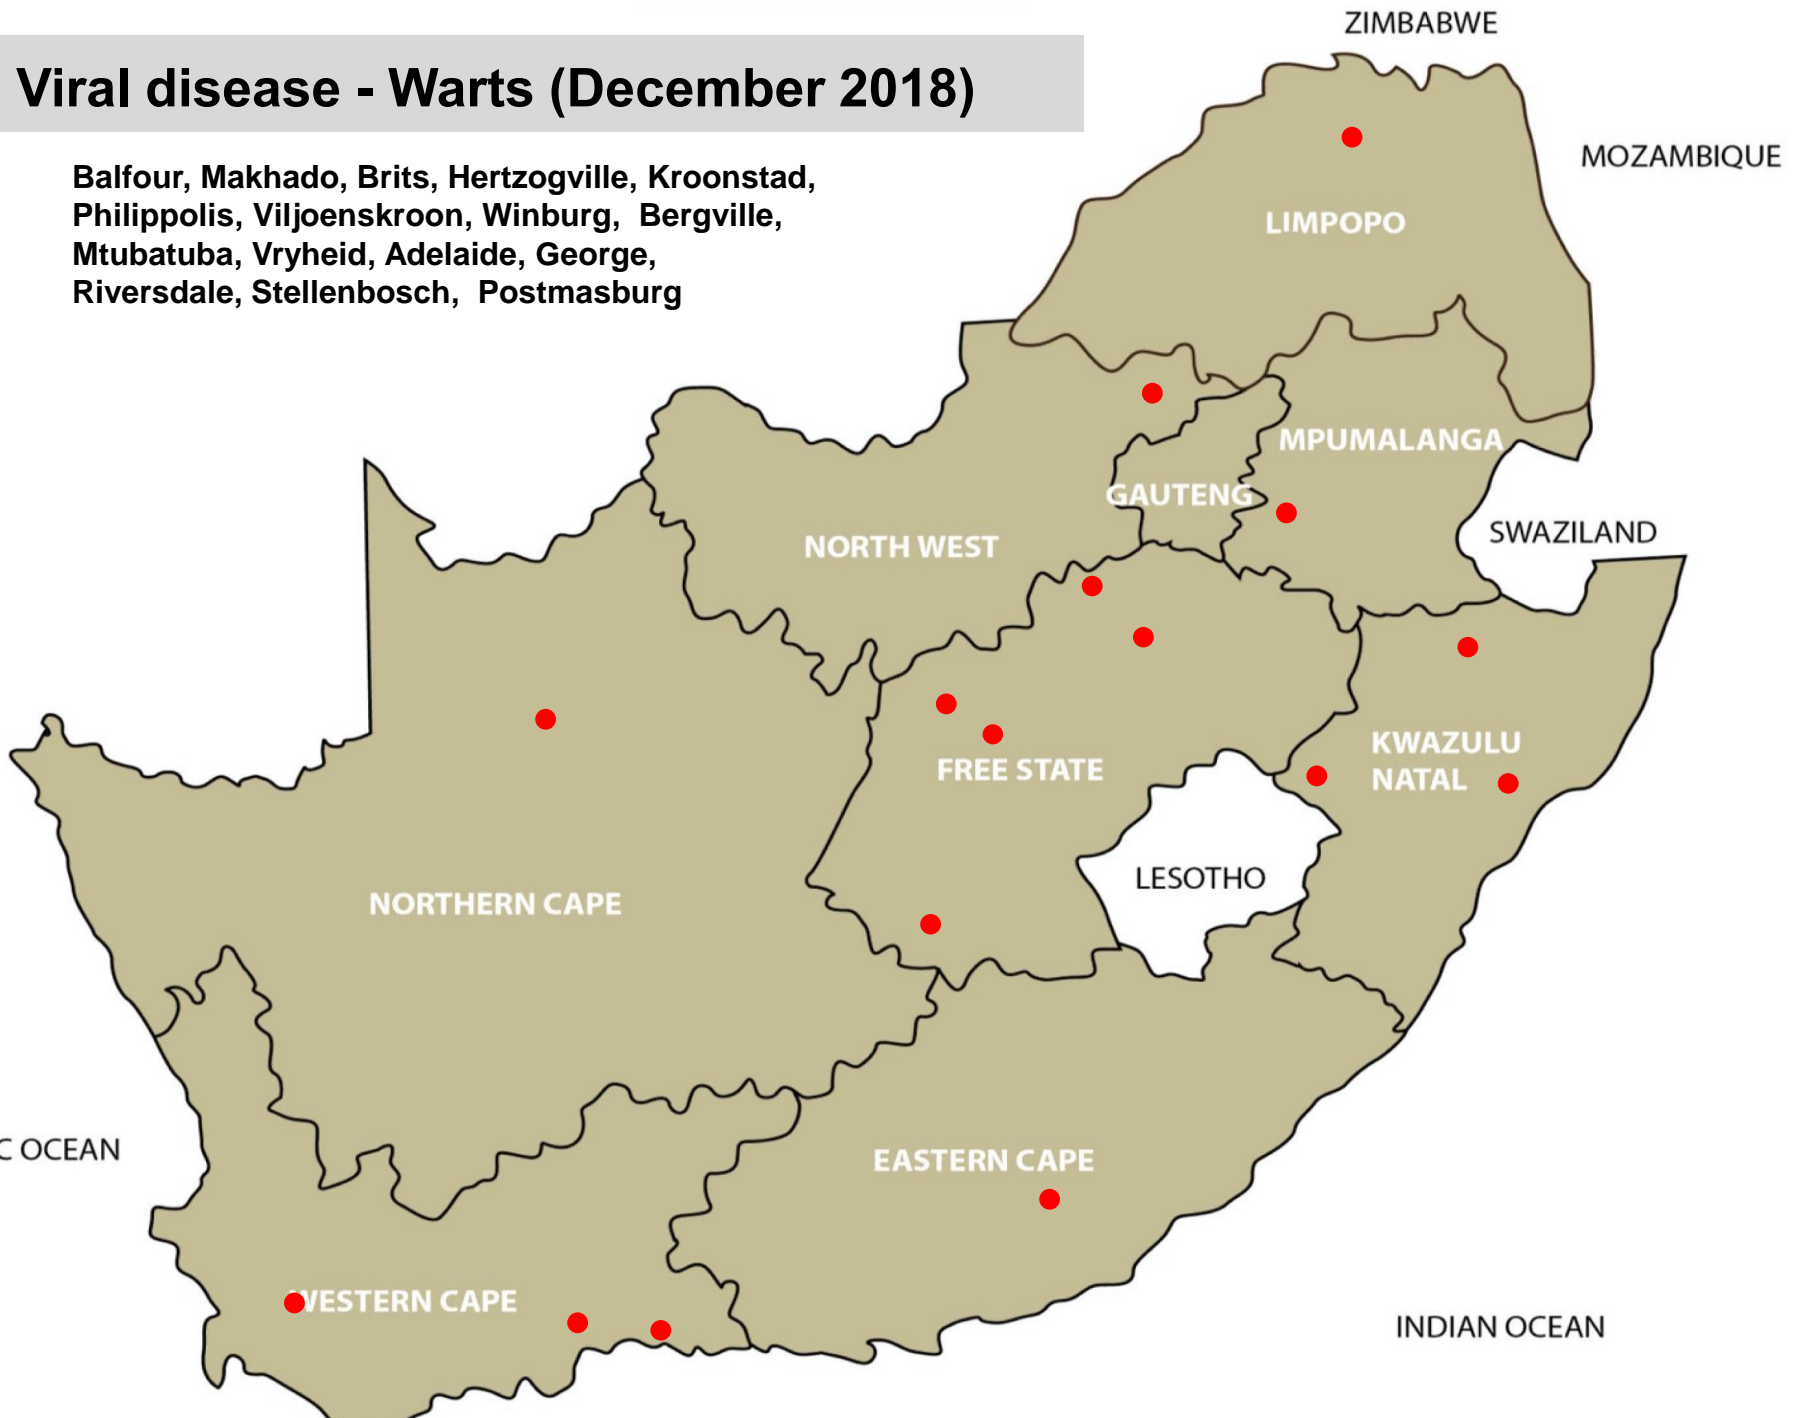 ZIMBABWE
Viral disease - Warts (December 2018)
MOZAMBIQUE
Balfour, Makhado, Brits, Hertzogville, Kroonstad,
Philippolis, Viljoenskroon, Winburg, Bergville,
Mtubatuba, Vryheid, Adelaide, George,
Riversdale, Stellenbosch, Postmasburg
LIMPOPO
MPUMALANGA
GAUTENG
SWAZILAND
NORTH WEST
KWAZULU
NATAL
FREE STATE
LESOTHO
NORTHERN CAPE
C OCEAN
EASTERN CAPE
WESTERN CAPE
INDIAN OCEAN